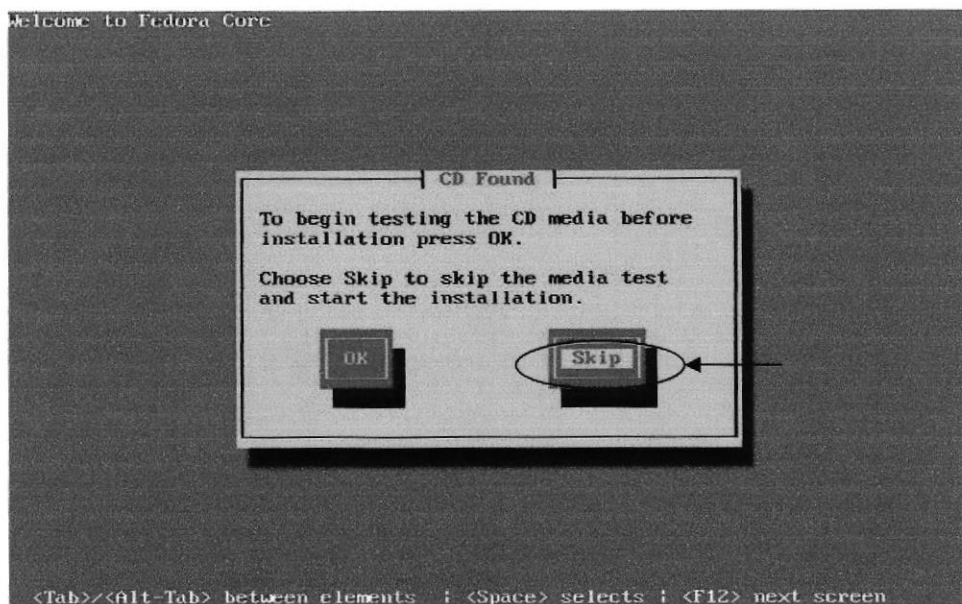 Welcome to Fedora Core
CD Found
To begin testing the CD media before
installation press OK.
Choose Skip to skip the media test
and start the installation.
OK
Skip
<Tab>/<Alt-Tab> between elements | <Space> selects | <F12> next screen